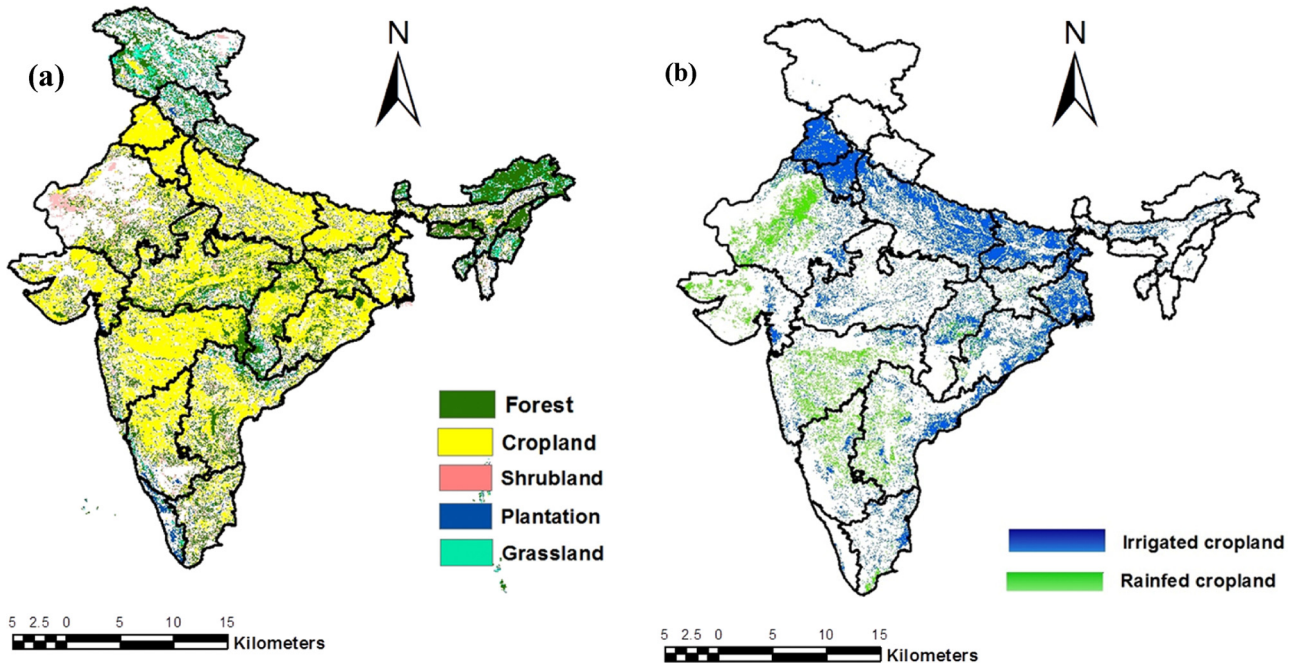 (a)
N
Forest
Cropland
Shrubland
Plantation
Grassland
5 2.5 0 5 10 15
Kilometers
(b)
N
Irrigated cropland
Rainfed cropland
5 2.5 0 5 10 15
Kilometers